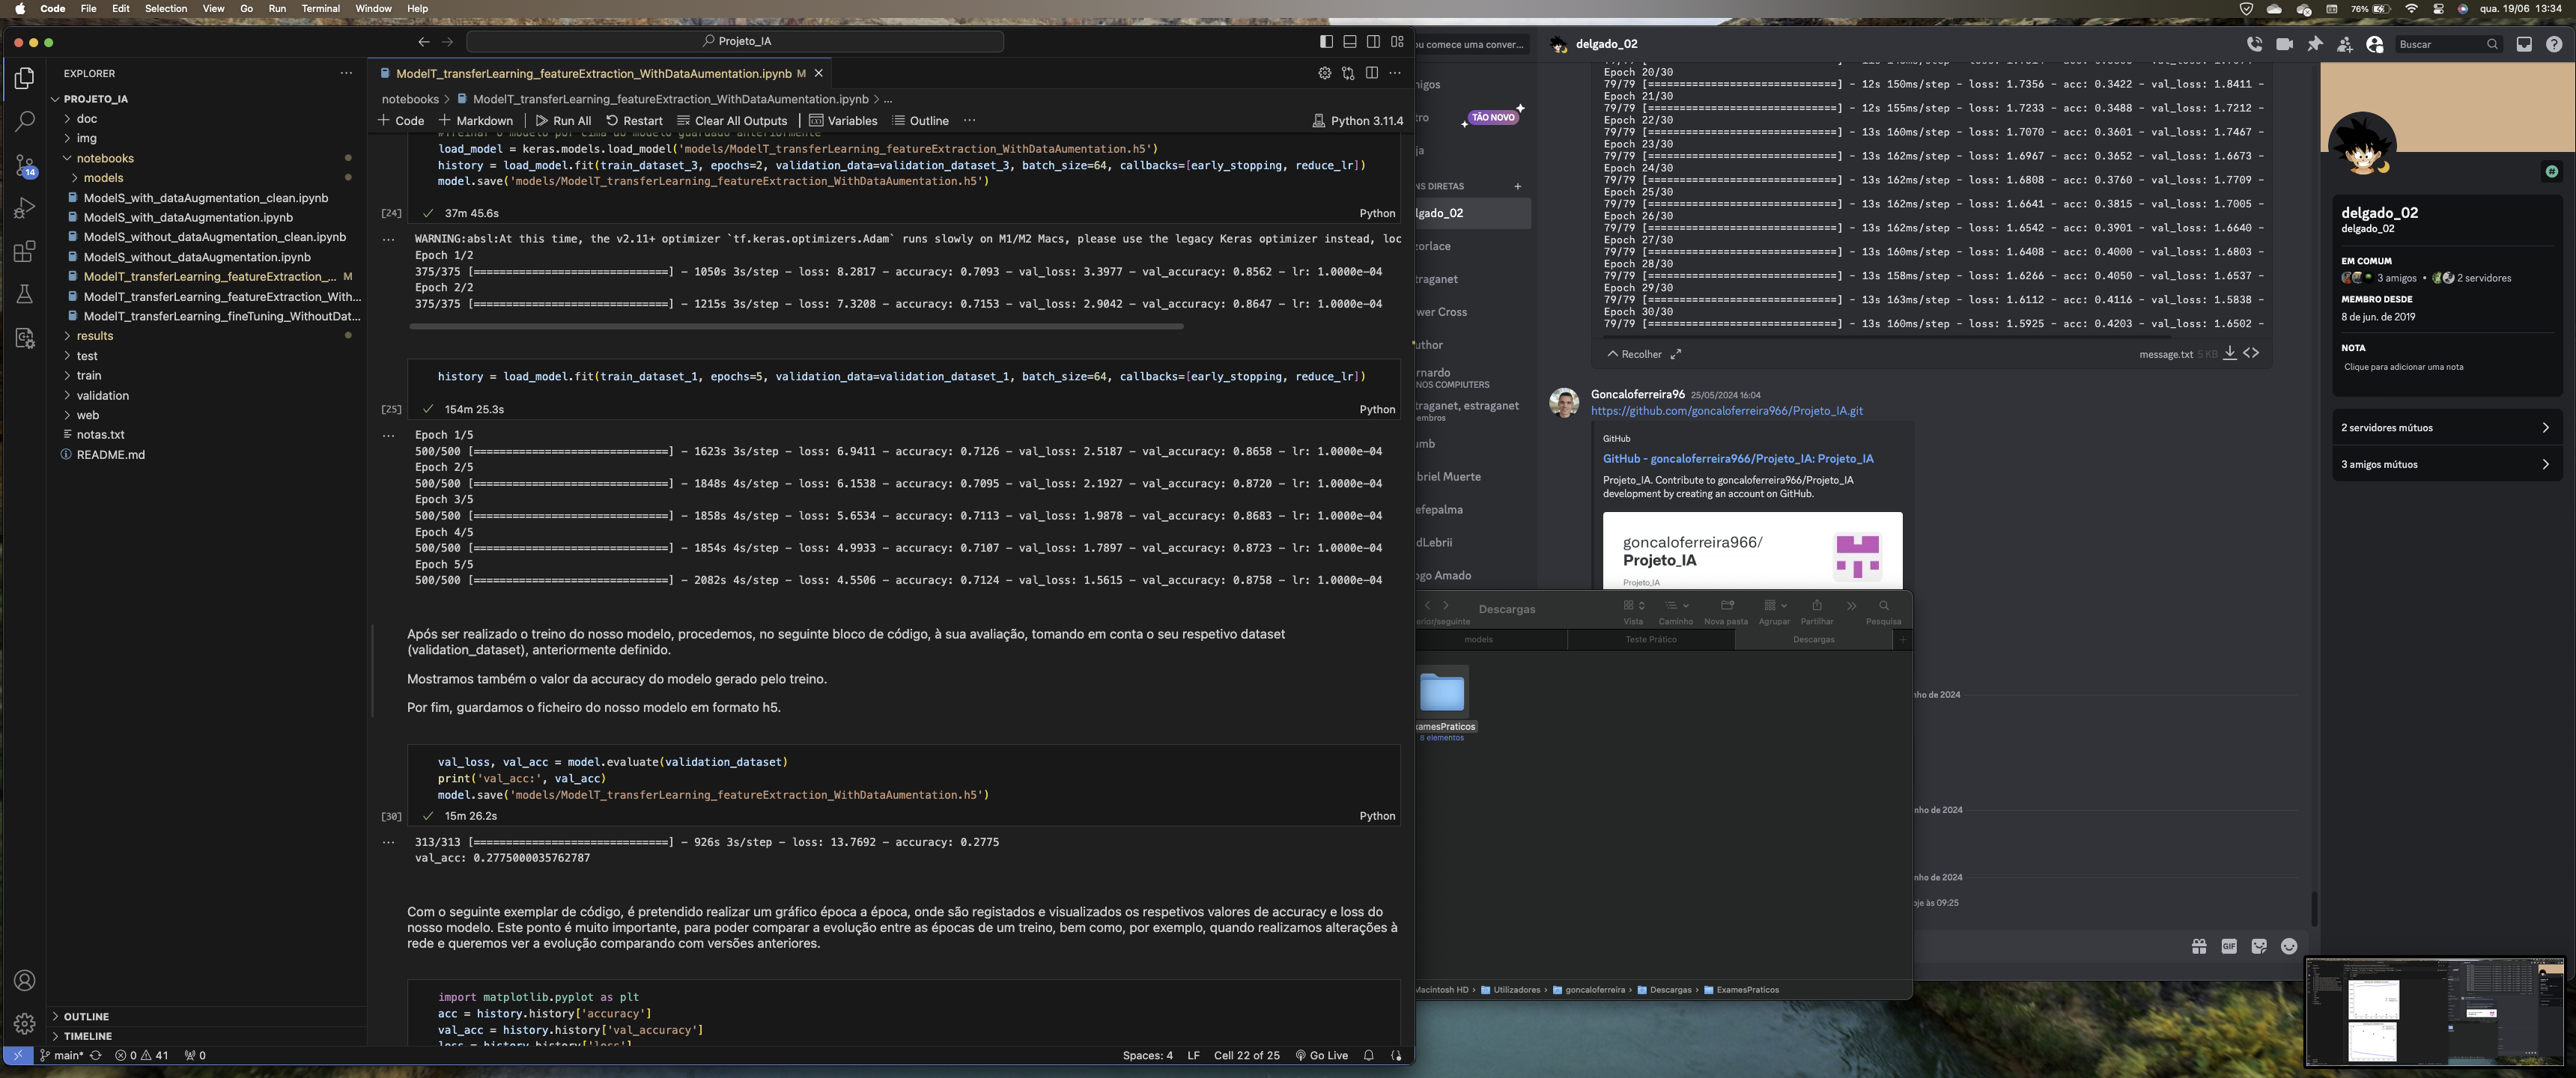 Code File Edit Selection View Go Run Terminal Window Help
76% qua. 19/06 13:34
Projeto_IA
EXPLORER
PROJETO_IA
doc
img
notebooks
models
ModelS_with_dataAugmentation_clean.ipynb
ModelS_with_dataAugmentation.ipynb
ModelS_without_dataAugmentation_clean.ipynb
ModelS_without_dataAugmentation.ipynb
ModelT_transferLearning_featureExtraction_... M
ModelT_transferLearning_featureExtraction_With...
ModelT_transferLearning_fineTuning_WithoutDat...
results
test
train
validation
web
notas.txt
README.md
OUTLINE
TIMELINE
14
ModelT_transferLearning_featureExtraction_WithDataAumentation.ipynb M
notebooks > ModelT_transferLearning_featureExtraction_WithDataAumentation.ipynb > ...
Code Markdown Run All Restart Clear All Outputs Variables Outline ... Python 3.11.4
#Treinar o modelo por cima do modelo guardado anteriormente
load_model = keras.models.load_model('models/ModelT_transferLearning_featureExtraction_WithDataAumentation.h5')
history = load_model.fit(train_dataset_3, epochs=2, validation_data=validation_dataset_3, batch_size=64, callbacks=[early_stopping, reduce_lr])
model.save('models/ModelT_transferLearning_featureExtraction_WithDataAumentation.h5')
[24] 37m 45.6s Python
WARNING:absl:At this time, the v2.11+ optimizer `tf.keras.optimizers.Adam` runs slowly on M1/M2 Macs, please use the legacy Keras optimizer instead, loc
Epoch 1/2
375/375 [==============================] - 1050s 3s/step - loss: 8.2817 - accuracy: 0.7093 - val_loss: 3.3977 - val_accuracy: 0.8562 - lr: 1.0000e-04
Epoch 2/2
375/375 [==============================] - 1215s 3s/step - loss: 7.3208 - accuracy: 0.7153 - val_loss: 2.9042 - val_accuracy: 0.8647 - lr: 1.0000e-04
history = load_model.fit(train_dataset_1, epochs=5, validation_data=validation_dataset_1, batch_size=64, callbacks=[early_stopping, reduce_lr])
[25] 154m 25.3s Python
Epoch 1/5
500/500 [==============================] - 1623s 3s/step - loss: 6.9411 - accuracy: 0.7126 - val_loss: 2.5187 - val_accuracy: 0.8658 - lr: 1.0000e-04
Epoch 2/5
500/500 [==============================] - 1848s 4s/step - loss: 6.1538 - accuracy: 0.7095 - val_loss: 2.1927 - val_accuracy: 0.8720 - lr: 1.0000e-04
Epoch 3/5
500/500 [==============================] - 1858s 4s/step - loss: 5.6534 - accuracy: 0.7113 - val_loss: 1.9878 - val_accuracy: 0.8683 - lr: 1.0000e-04
Epoch 4/5
500/500 [==============================] - 1854s 4s/step - loss: 4.9933 - accuracy: 0.7107 - val_loss: 1.7897 - val_accuracy: 0.8723 - lr: 1.0000e-04
Epoch 5/5
500/500 [==============================] - 2082s 4s/step - loss: 4.5506 - accuracy: 0.7124 - val_loss: 1.5615 - val_accuracy: 0.8758 - lr: 1.0000e-04
Após ser realizado o treino do nosso modelo, procedemos, no seguinte bloco de código, à sua avaliação, tomando em conta o seu respetivo dataset
(validation_dataset), anteriormente definido.
Mostramos também o valor da accuracy do modelo gerado pelo treino.
Por fim, guardamos o ficheiro do nosso modelo em formato h5.
val_loss, val_acc = model.evaluate(validation_dataset)
print('val_acc:', val_acc)
model.save('models/ModelT_transferLearning_featureExtraction_WithDataAumentation.h5')
[30] 15m 26.2s Python
313/313 [==============================] - 926s 3s/step - loss: 13.7692 - accuracy: 0.2775
val_acc: 0.2775000035762787
Com o seguinte exemplar de código, é pretendido realizar um gráfico época a época, onde são registados e visualizados os respetivos valores de accuracy e loss do
nosso modelo. Este ponto é muito importante, para poder comparar a evolução entre as épocas de um treino, bem como, por exemplo, quando realizamos alterações à
rede e queremos ver a evolução comparando com versões anteriores.
import matplotlib.pyplot as plt
acc = history.history['accuracy']
val_acc = history.history['val_accuracy']
loss = history.history['loss']
main* 0 41 0
Spaces: 4 LF Cell 22 of 25 Go Live
ou comece uma conver...
delgado_02
Buscar
migos
tro TÃO NOVO
ja
NS DIRETAS +
lgado_02
zorlace
traganet
wer Cross
uthor
rnardo
NOS COMPIUTERS
traganet, estraganet
embros
umb
briel Muerte
efepalma
dLebrii
ogo Amado
Epoch 20/30
79/79 [==============================] - 12s 150ms/step - loss: 1.7356 - acc: 0.3422 - val_loss: 1.8411 -
Epoch 21/30
79/79 [==============================] - 12s 155ms/step - loss: 1.7233 - acc: 0.3488 - val_loss: 1.7212 -
Epoch 22/30
79/79 [==============================] - 13s 160ms/step - loss: 1.7070 - acc: 0.3601 - val_loss: 1.7467 -
Epoch 23/30
79/79 [==============================] - 13s 162ms/step - loss: 1.6967 - acc: 0.3652 - val_loss: 1.6673 -
Epoch 24/30
79/79 [==============================] - 13s 162ms/step - loss: 1.6808 - acc: 0.3760 - val_loss: 1.7709 -
Epoch 25/30
79/79 [==============================] - 13s 162ms/step - loss: 1.6641 - acc: 0.3815 - val_loss: 1.7005 -
Epoch 26/30
79/79 [==============================] - 13s 162ms/step - loss: 1.6542 - acc: 0.3901 - val_loss: 1.6640 -
Epoch 27/30
79/79 [==============================] - 13s 160ms/step - loss: 1.6408 - acc: 0.4000 - val_loss: 1.6803 -
Epoch 28/30
79/79 [==============================] - 13s 158ms/step - loss: 1.6266 - acc: 0.4050 - val_loss: 1.6537 -
Epoch 29/30
79/79 [==============================] - 13s 163ms/step - loss: 1.6112 - acc: 0.4116 - val_loss: 1.5838 -
Epoch 30/30
79/79 [==============================] - 13s 160ms/step - loss: 1.5925 - acc: 0.4203 - val_loss: 1.6502 -
Recolher message.txt 5 KB
Goncaloferreira96 25/05/2024 16:04
https://github.com/goncaloferreira966/Projeto_IA.git
GitHub
GitHub - goncaloferreira966/Projeto_IA: Projeto_IA
Projeto_IA. Contribute to goncaloferreira966/Projeto_IA
development by creating an account on GitHub.
goncaloferreira966/
Projeto_IA
Projeto_IA
nho de 2024
nho de 2024
nho de 2024
oje às 09:25
GIF
Descargas
erior/seguinte Vista Caminho Nova pasta Agrupar Partilhar Pesquisa
models Teste Prático Descargas
xamesPraticos
8 elementos
Macintosh HD > Utilizadores > goncaloferreira > Descargas > ExamesPraticos
delgado_02
delgado_02
EM COMUM
3 amigos • 2 servidores
MEMBRO DESDE
8 de jun. de 2019
NOTA
Clique para adicionar uma nota
2 servidores mútuos
3 amigos mútuos